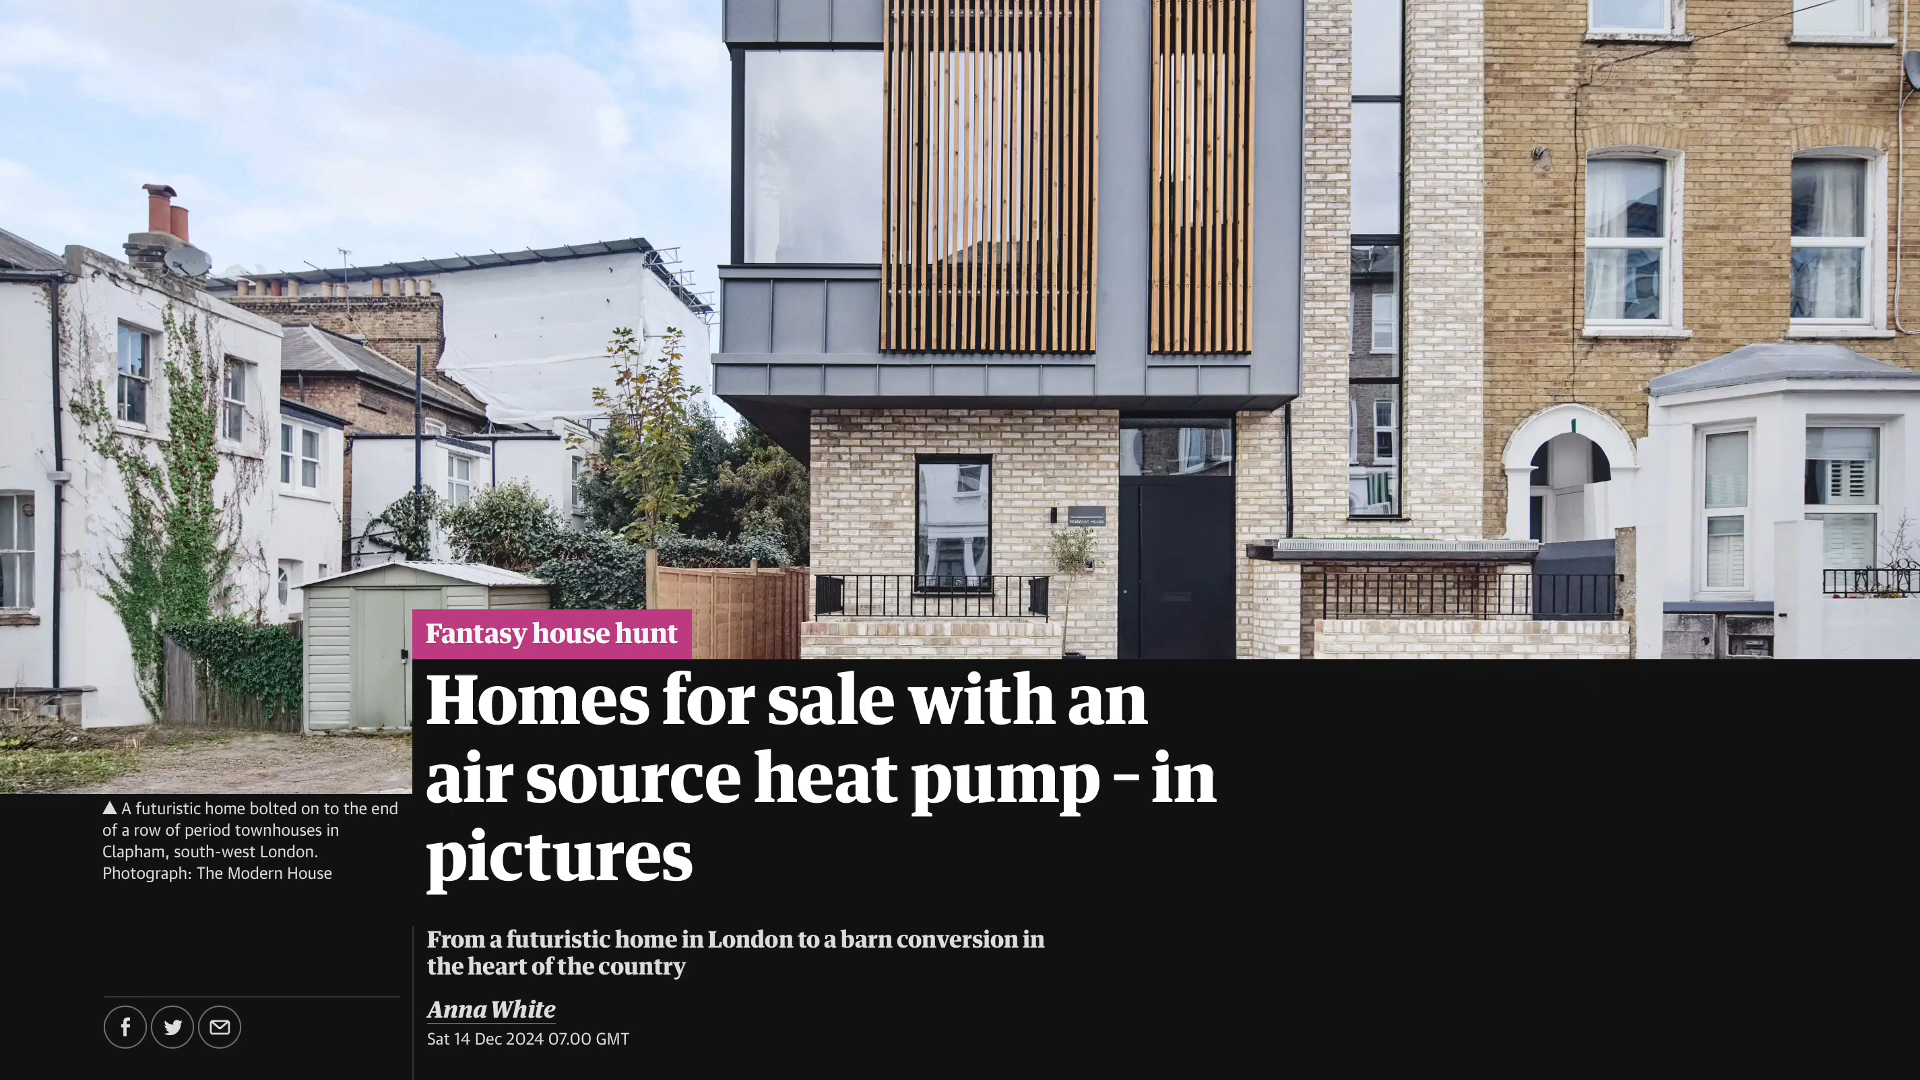 Fantasy house hunt
Homes for sale with an
air source heat pump – in
pictures
▲ A futuristic home bolted on to the end
of a row of period townhouses in
Clapham, south-west London.
Photograph: The Modern House
From a futuristic home in London to a barn conversion in
the heart of the country
Anna White
Sat 14 Dec 2024 07.00 GMT